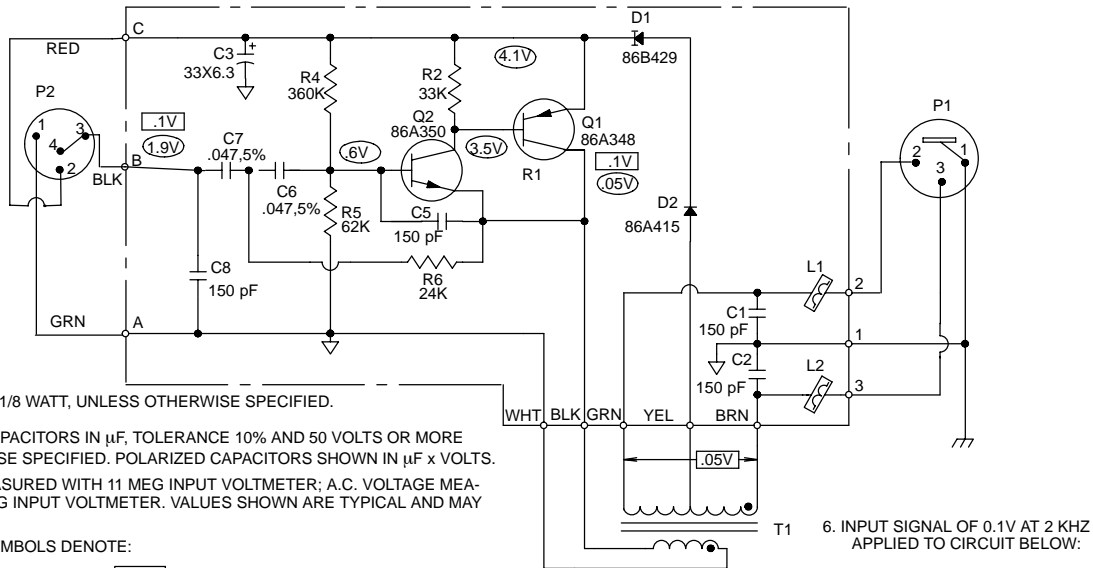 C
D1
RED
C3
+
33X6.3
R4
360K
R2
33K
4.1V
86B429
P2
1
3
4
2
.1V
1.9V
B
BLK
C7
.047,5%
C6
.047,5%
.6V
Q2
86A350
3.5V
Q1
86A348
R1
.1V
.05V
P1
2
1
3
R5
62K
C5
150 pF
D2
86A415
C8
150 pF
R6
24K
L1
2
C1
150 pF
1
C2
150 pF
L2
3
GRN
A
WHT BLK GRN YEL BRN
.05V
T1
1/8 WATT, UNLESS OTHERWISE SPECIFIED.
PACITORS IN μF, TOLERANCE 10% AND 50 VOLTS OR MORE
SE SPECIFIED. POLARIZED CAPACITORS SHOWN IN μF x VOLTS.
ASURED WITH 11 MEG INPUT VOLTMETER; A.C. VOLTAGE MEA-
G INPUT VOLTMETER. VALUES SHOWN ARE TYPICAL AND MAY
MBOLS DENOTE:
6. INPUT SIGNAL OF 0.1V AT 2 KHZ
APPLIED TO CIRCUIT BELOW: